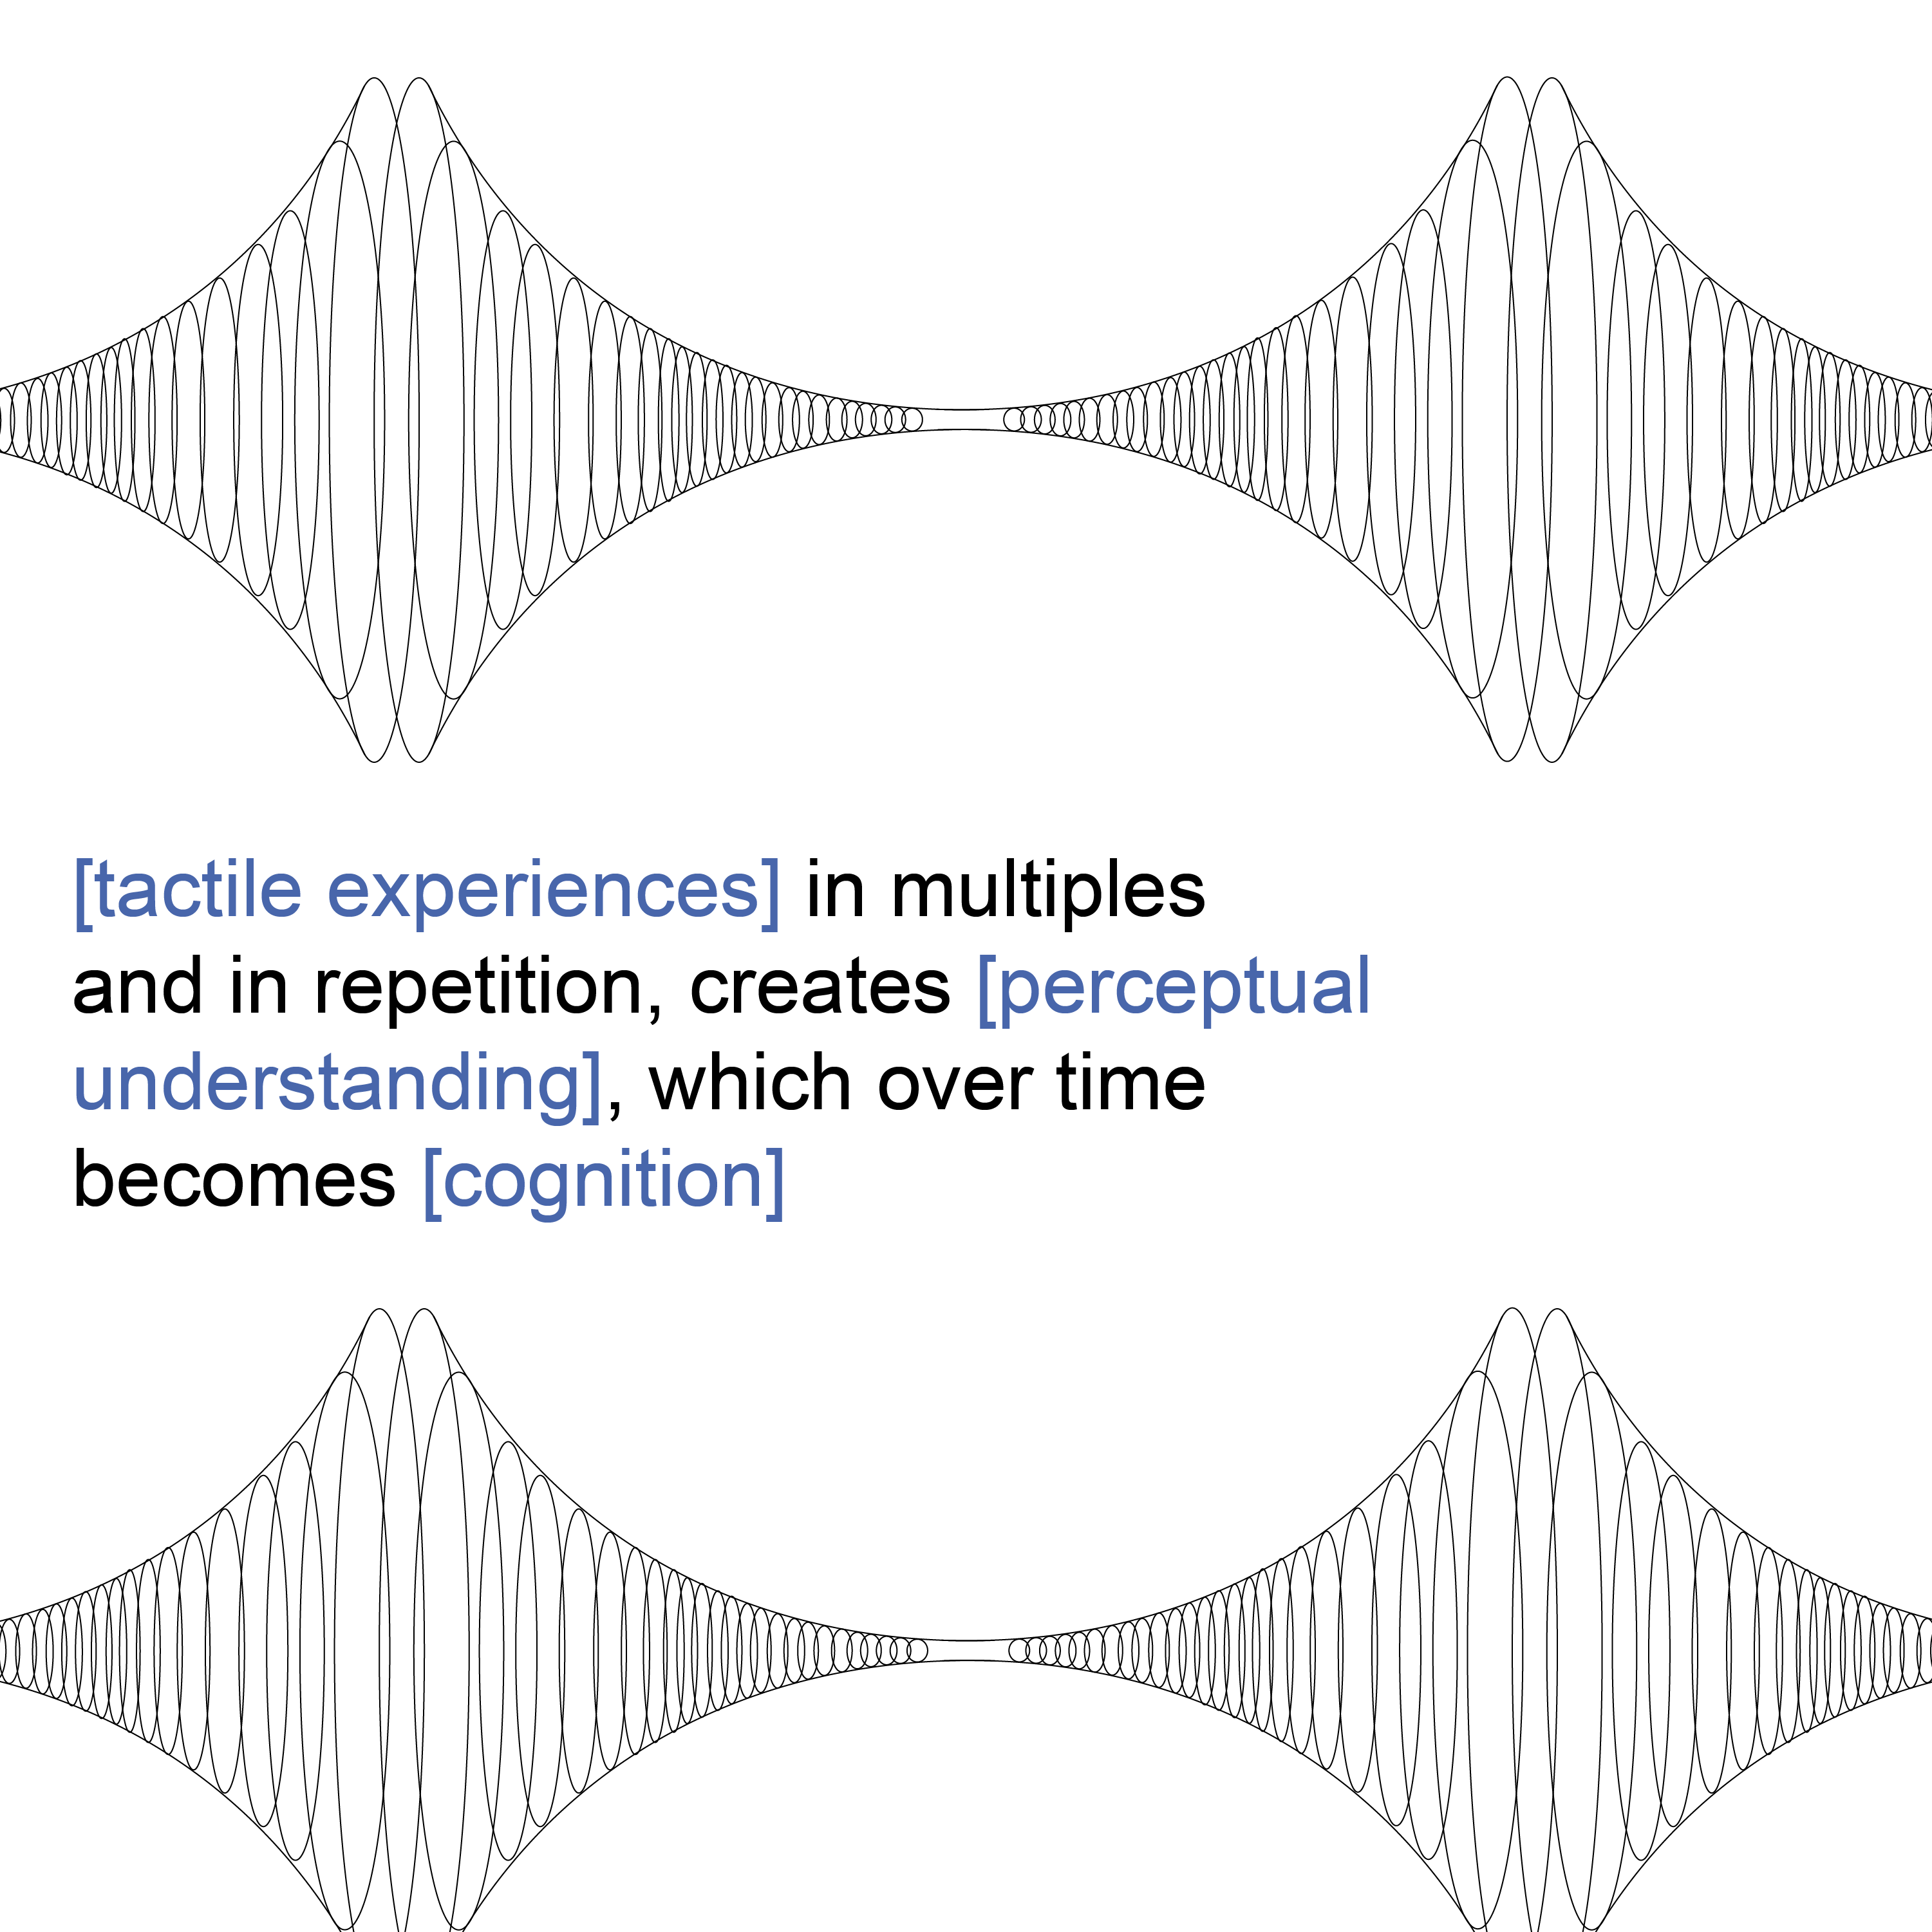 [tactile experiences] in multiples
and in repetition, creates [perceptual
understanding], which over time
becomes [cognition]